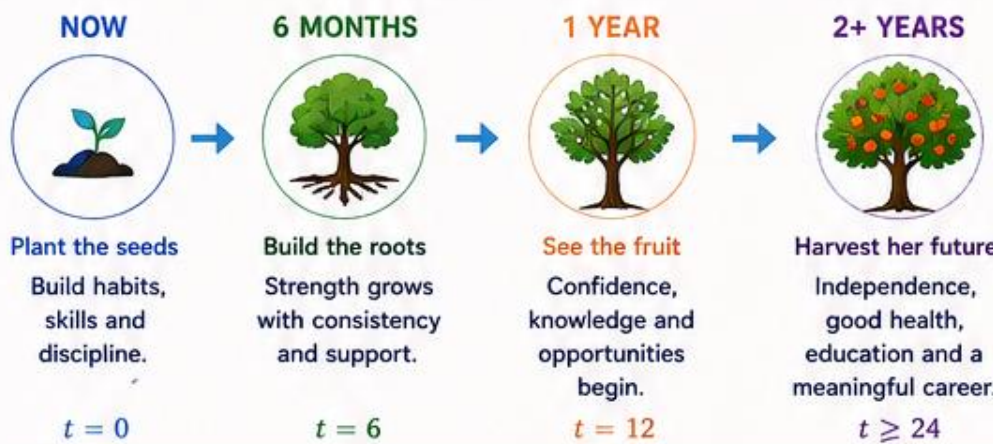 NOW
Plant the seeds
Build habits,
skills and
discipline.
t = 0
6 MONTHS
Build the roots
Strength grows
with consistency
and support.
t = 6
1 YEAR
See the fruit
Confidence,
knowledge and
opportunities
begin.
t = 12
2+ YEARS
Harvest her future
Independence,
good health,
education and a
meaningful career.
t ≥ 24